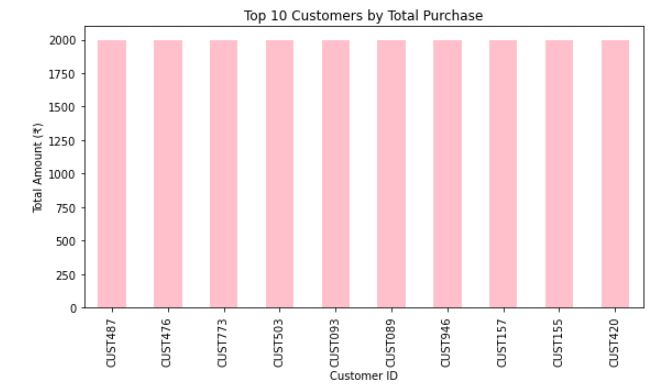 Top 10 Customers by Total Purchase
Total Amount (₹)
2000
1750
1500
1250
1000
750
500
250
0
CUST487
CUST476
CUST773
CUST503
CUST093
CUST089
CUST946
CUST157
CUST155
CUST420
Customer ID